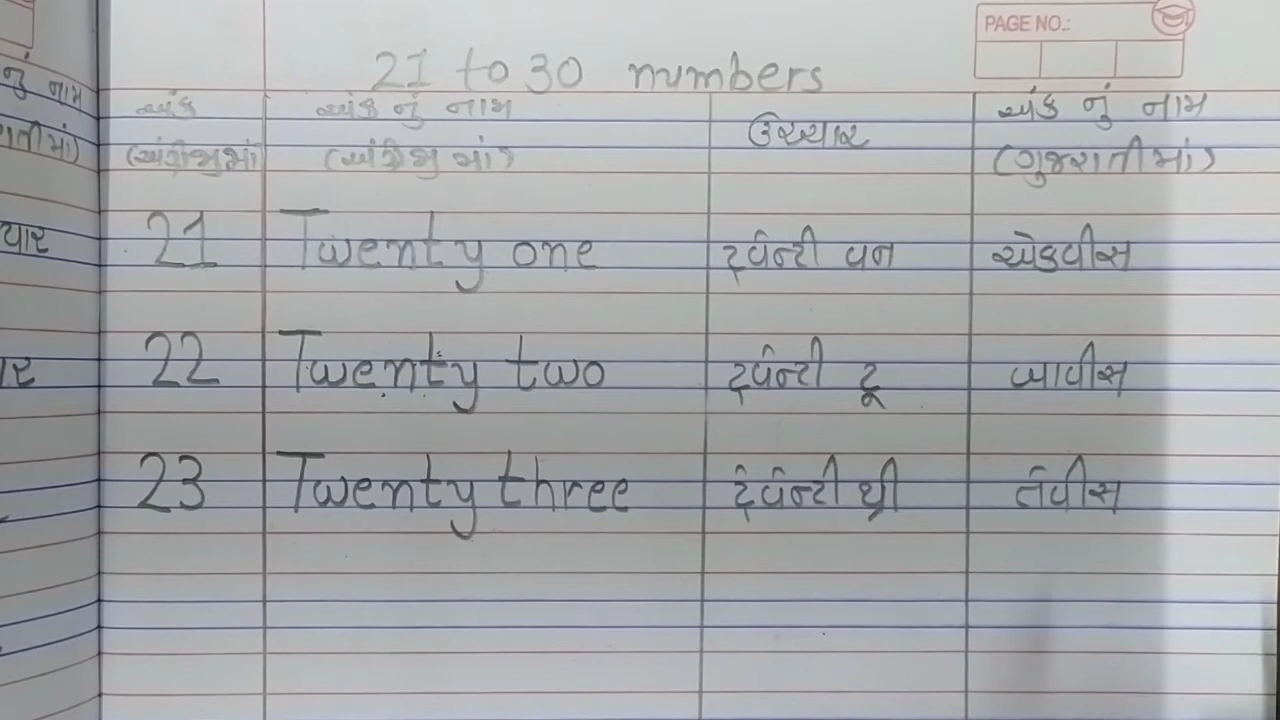 PAGE NO.:
21 to 30 numbers
નું નામ અંક અંક નું નામ ઉચ્ચાર અંક નું નામ
(અંગ્રેજીમાં) (અંગ્રેજી માં) (ગુજરાતીમાં)
21 Twenty one ટ્વેન્ટી વન એકવીસ
22 Twenty two ટ્વેન્ટી ટૂ બાવીસ
23 Twenty three ટ્વેન્ટી થ્રી તેવીસ